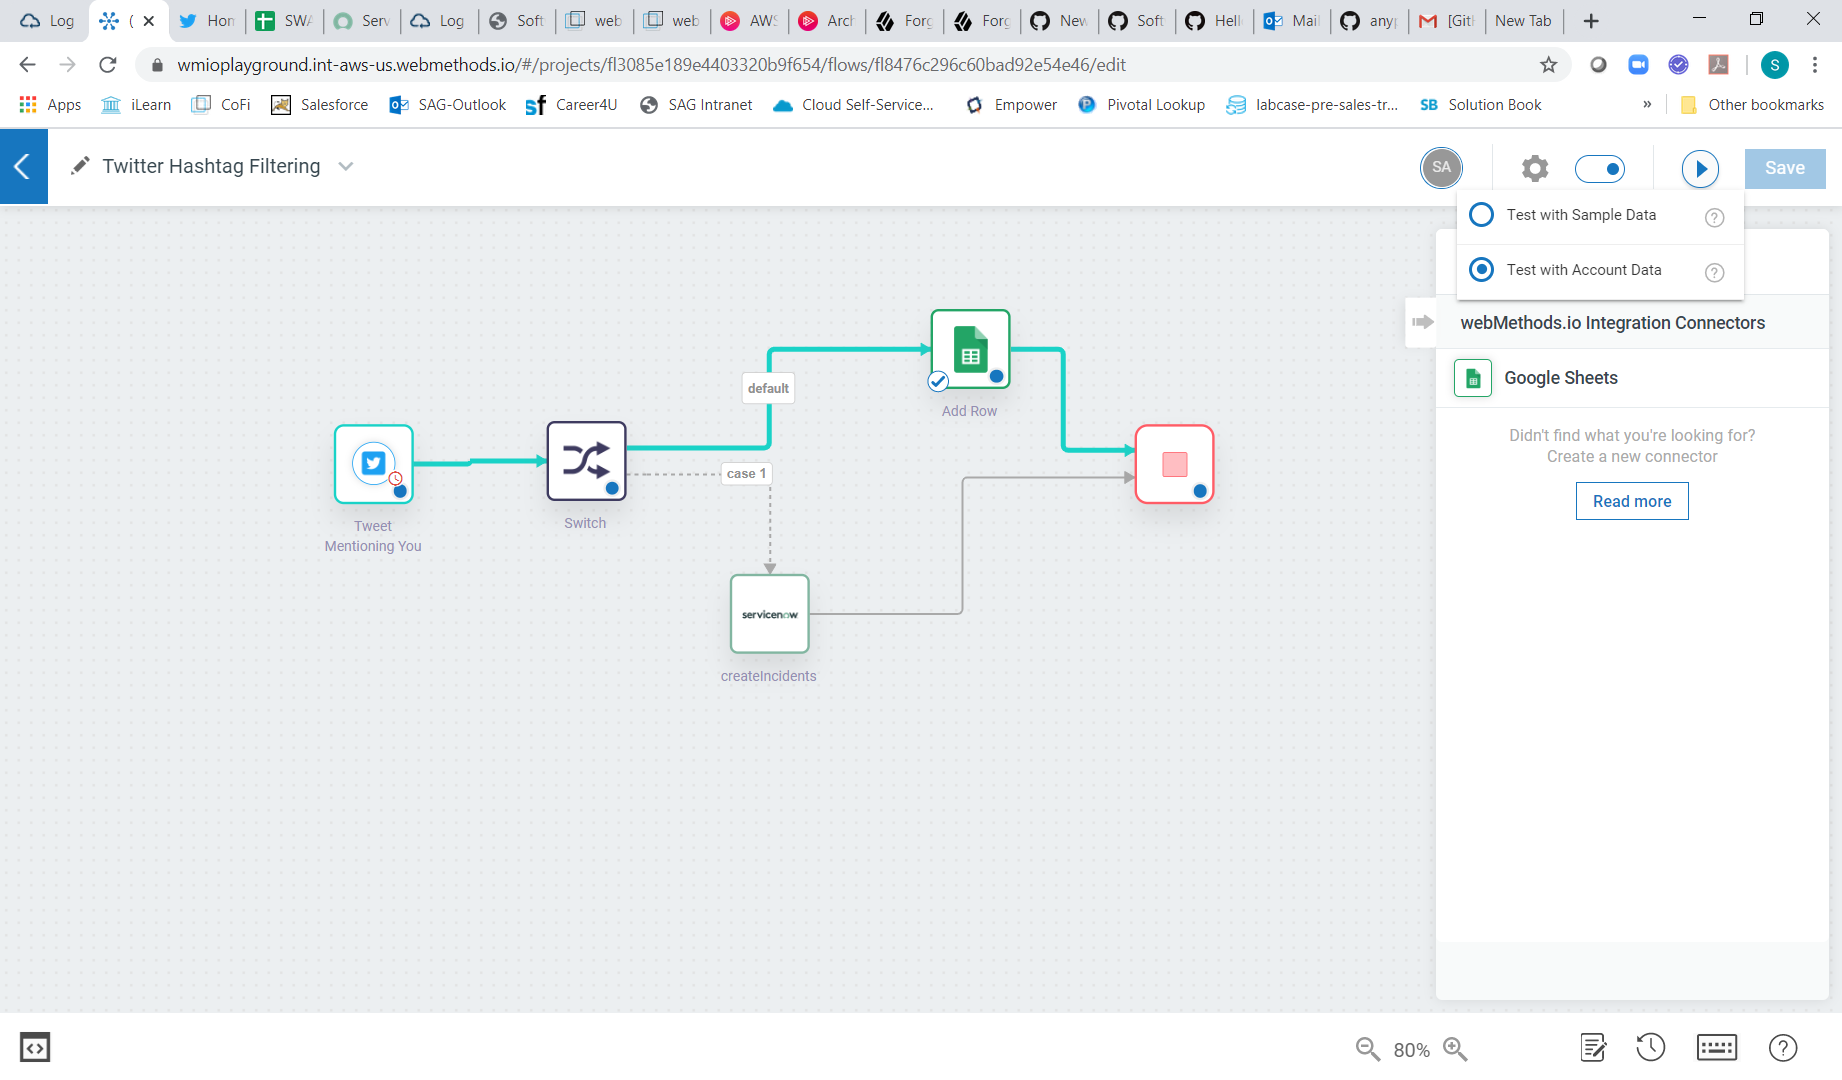 Log
(
Hon
SWA
Serv
Log
Soft
web
web
AWS
Arch
Forg
Forg
New
Soft
Hell
Mail
any
[Git
New Tab
wmioplayground.int-aws-us.webmethods.io/#/projects/fl3085e189e4403320b9f654/flows/fl8476c296c60bad92e54e46/edit
S
Apps
iLearn
CoFi
Salesforce
SAG-Outlook
Career4U
SAG Intranet
Cloud Self-Service...
Empower
Pivotal Lookup
labcase-pre-sales-tr...
SB Solution Book
»
Other bookmarks
Twitter Hashtag Filtering
SA
Save
Test with Sample Data ?
Test with Account Data ?
webMethods.io Integration Connectors
Google Sheets
Didn't find what you're looking for?
Create a new connector
Read more
default
Add Row
case 1
Tweet
Mentioning You
Switch
servicenow
createIncidents
80%
?